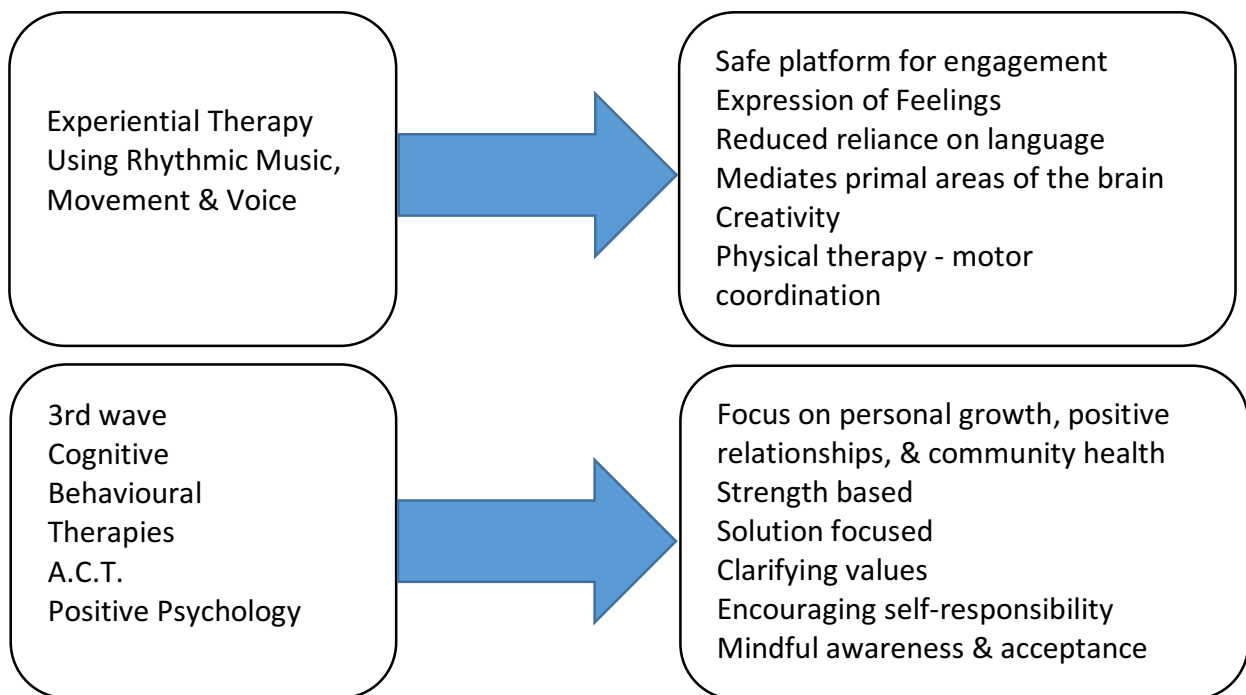 Experiential Therapy
Using Rhythmic Music,
Movement & Voice
Safe platform for engagement
Expression of Feelings
Reduced reliance on language
Mediates primal areas of the brain
Creativity
Physical therapy - motor
coordination
3rd wave
Cognitive
Behavioural
Therapies
A.C.T.
Positive Psychology
Focus on personal growth, positive
relationships, & community health
Strength based
Solution focused
Clarifying values
Encouraging self-responsibility
Mindful awareness & acceptance